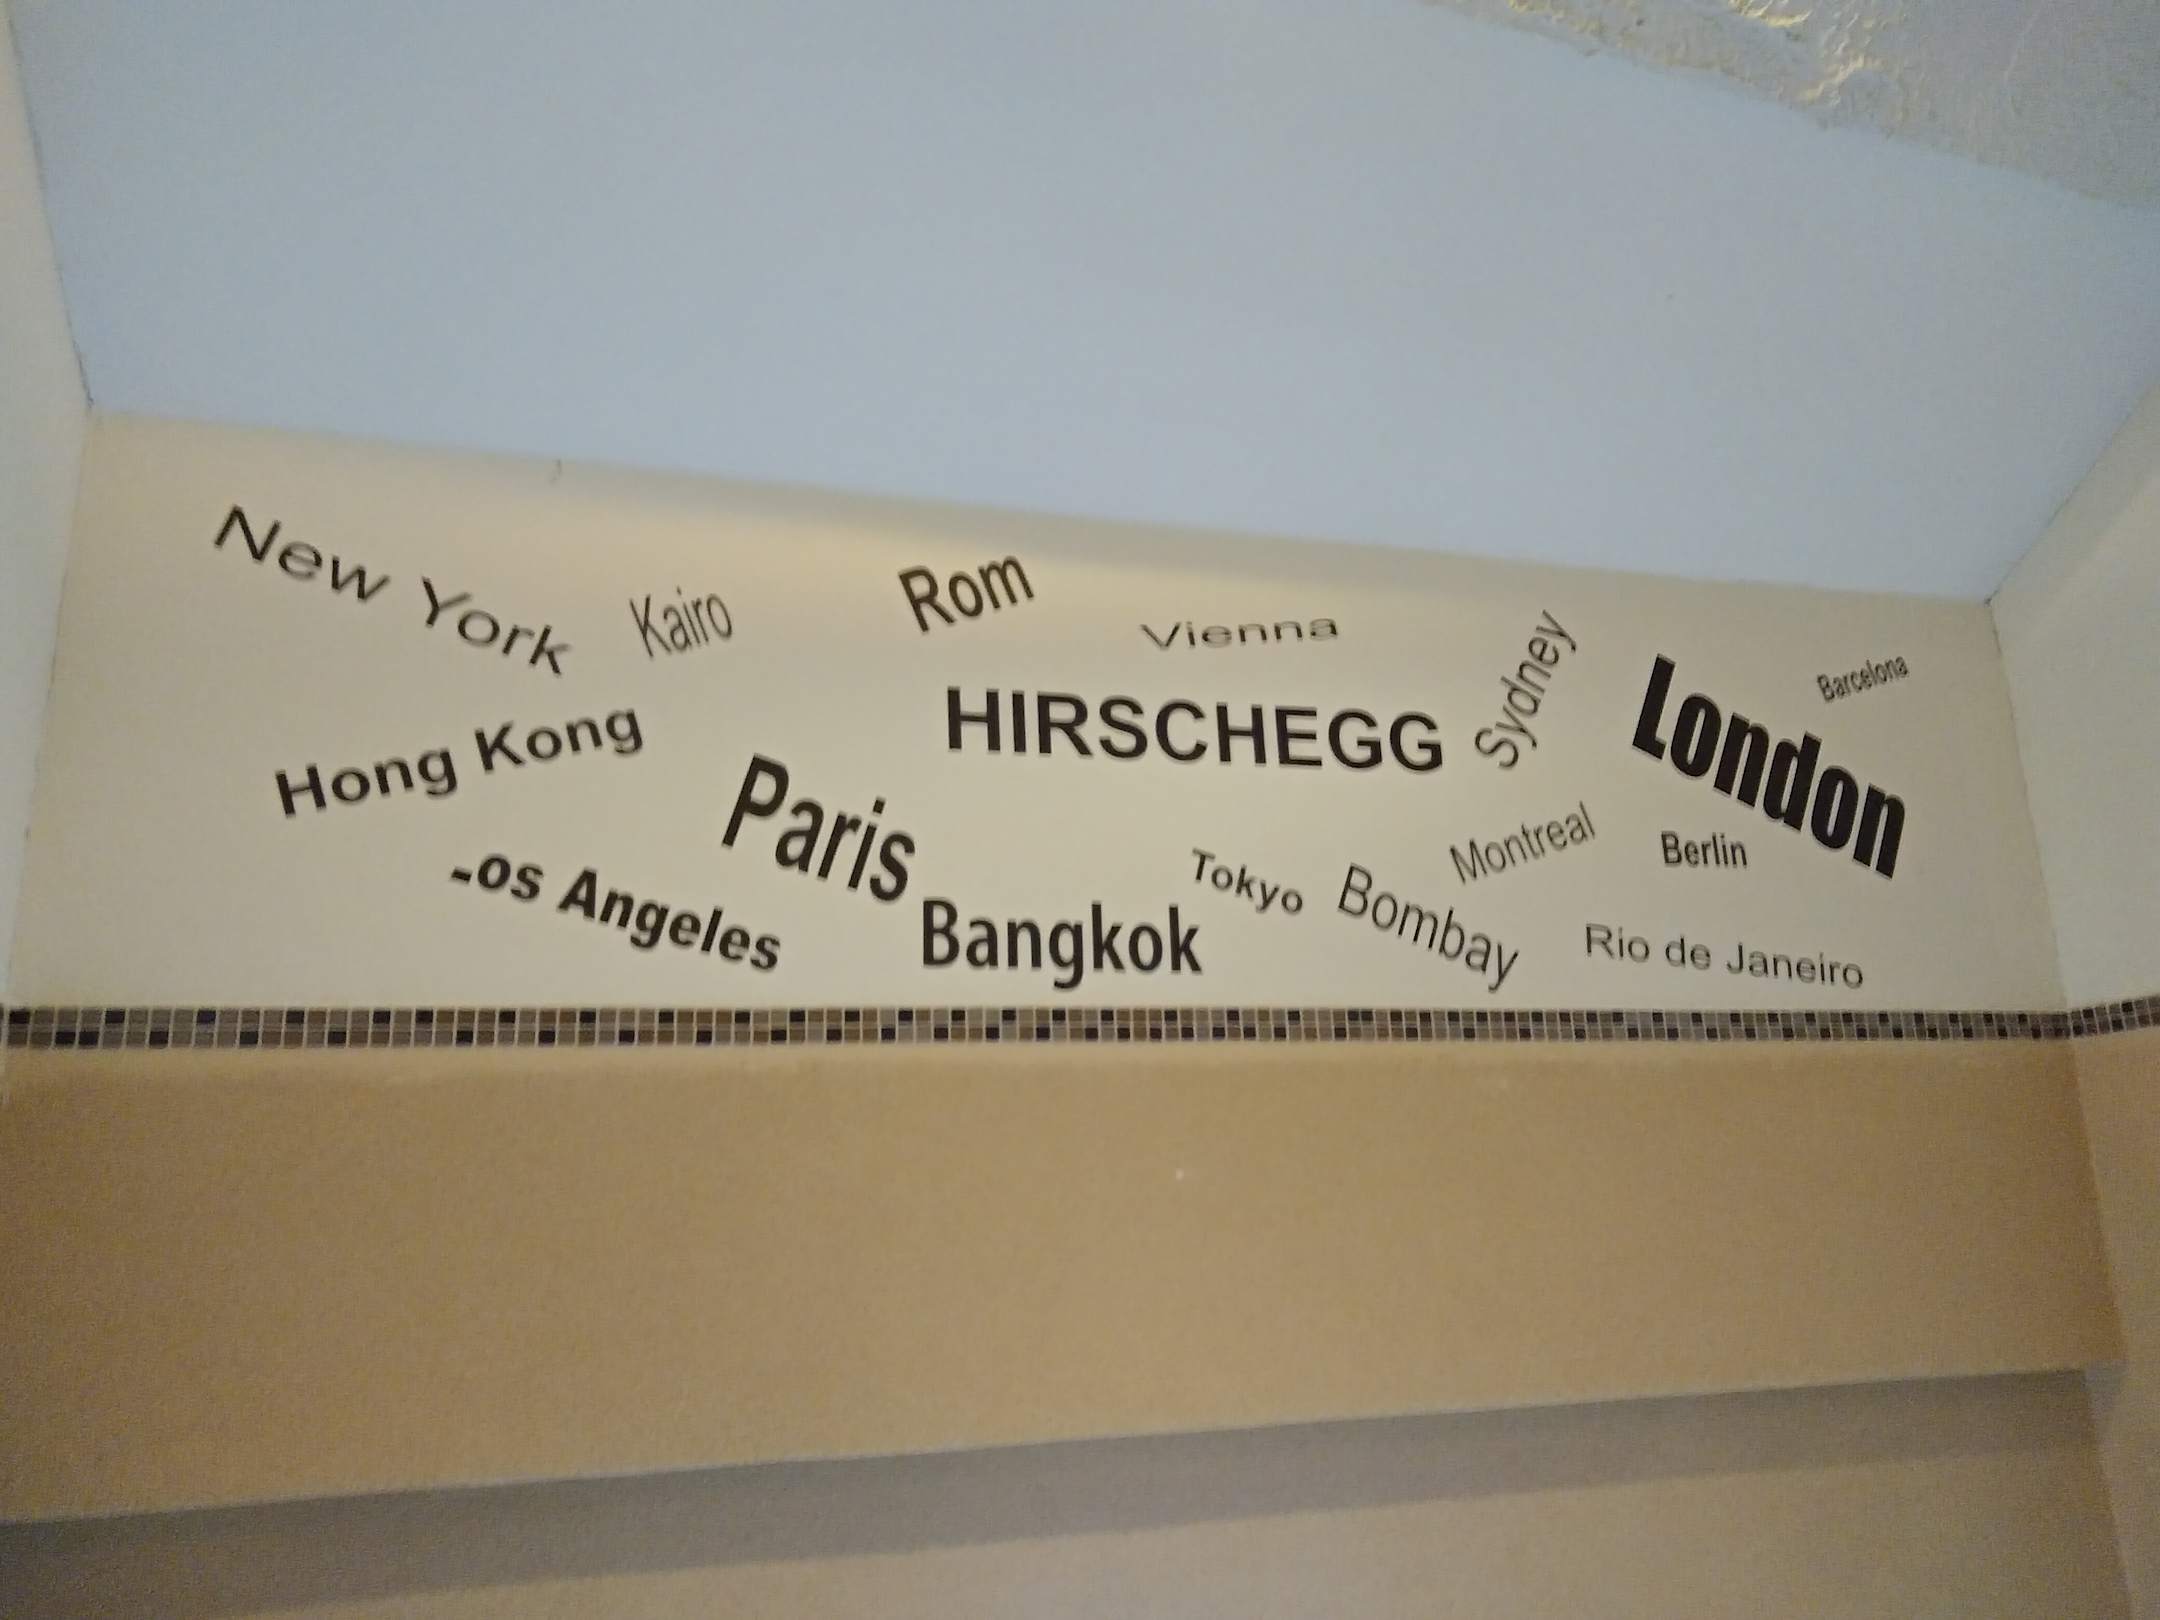 New York
Kairo
Rom
Vienna
Sydney
London
Barcelona
Hong Kong
HIRSCHEGG
Paris
-os Angeles
Bangkok
Tokyo
Bombay
Montreal
Berlin
Rio de Janeiro